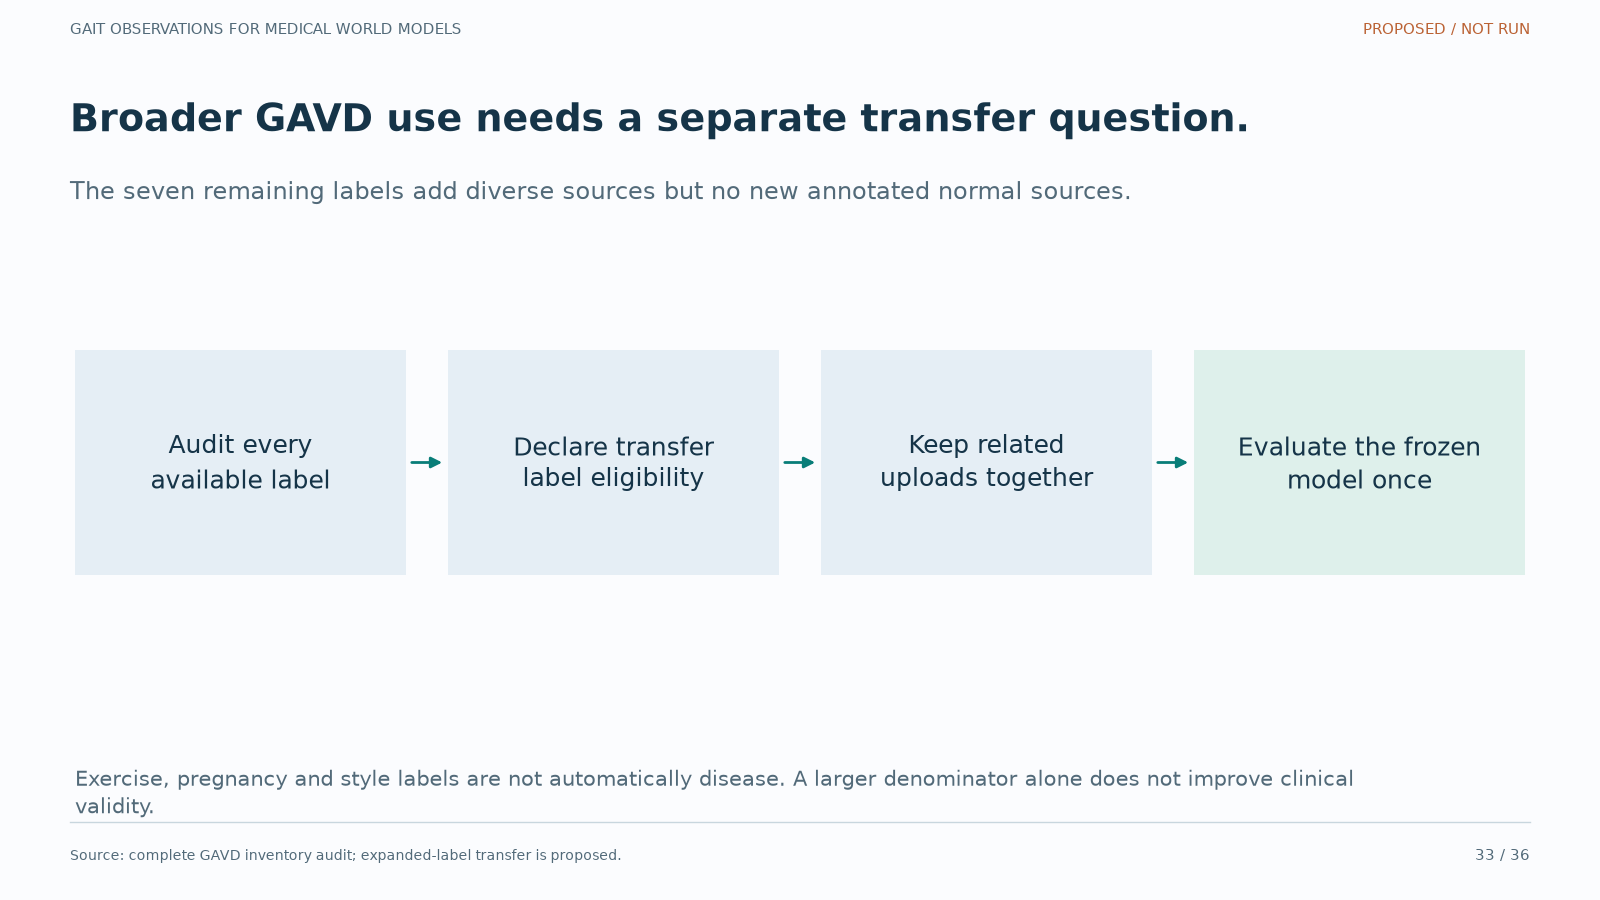 GAIT OBSERVATIONS FOR MEDICAL WORLD MODELS
PROPOSED / NOT RUN
Broader GAVD use needs a separate transfer question.
The seven remaining labels add diverse sources but no new annotated normal sources.
Audit every
available label
Declare transfer
label eligibility
Keep related
uploads together
Evaluate the frozen
model once
Exercise, pregnancy and style labels are not automatically disease. A larger denominator alone does not improve clinical
validity.
Source: complete GAVD inventory audit; expanded-label transfer is proposed.
33 / 36